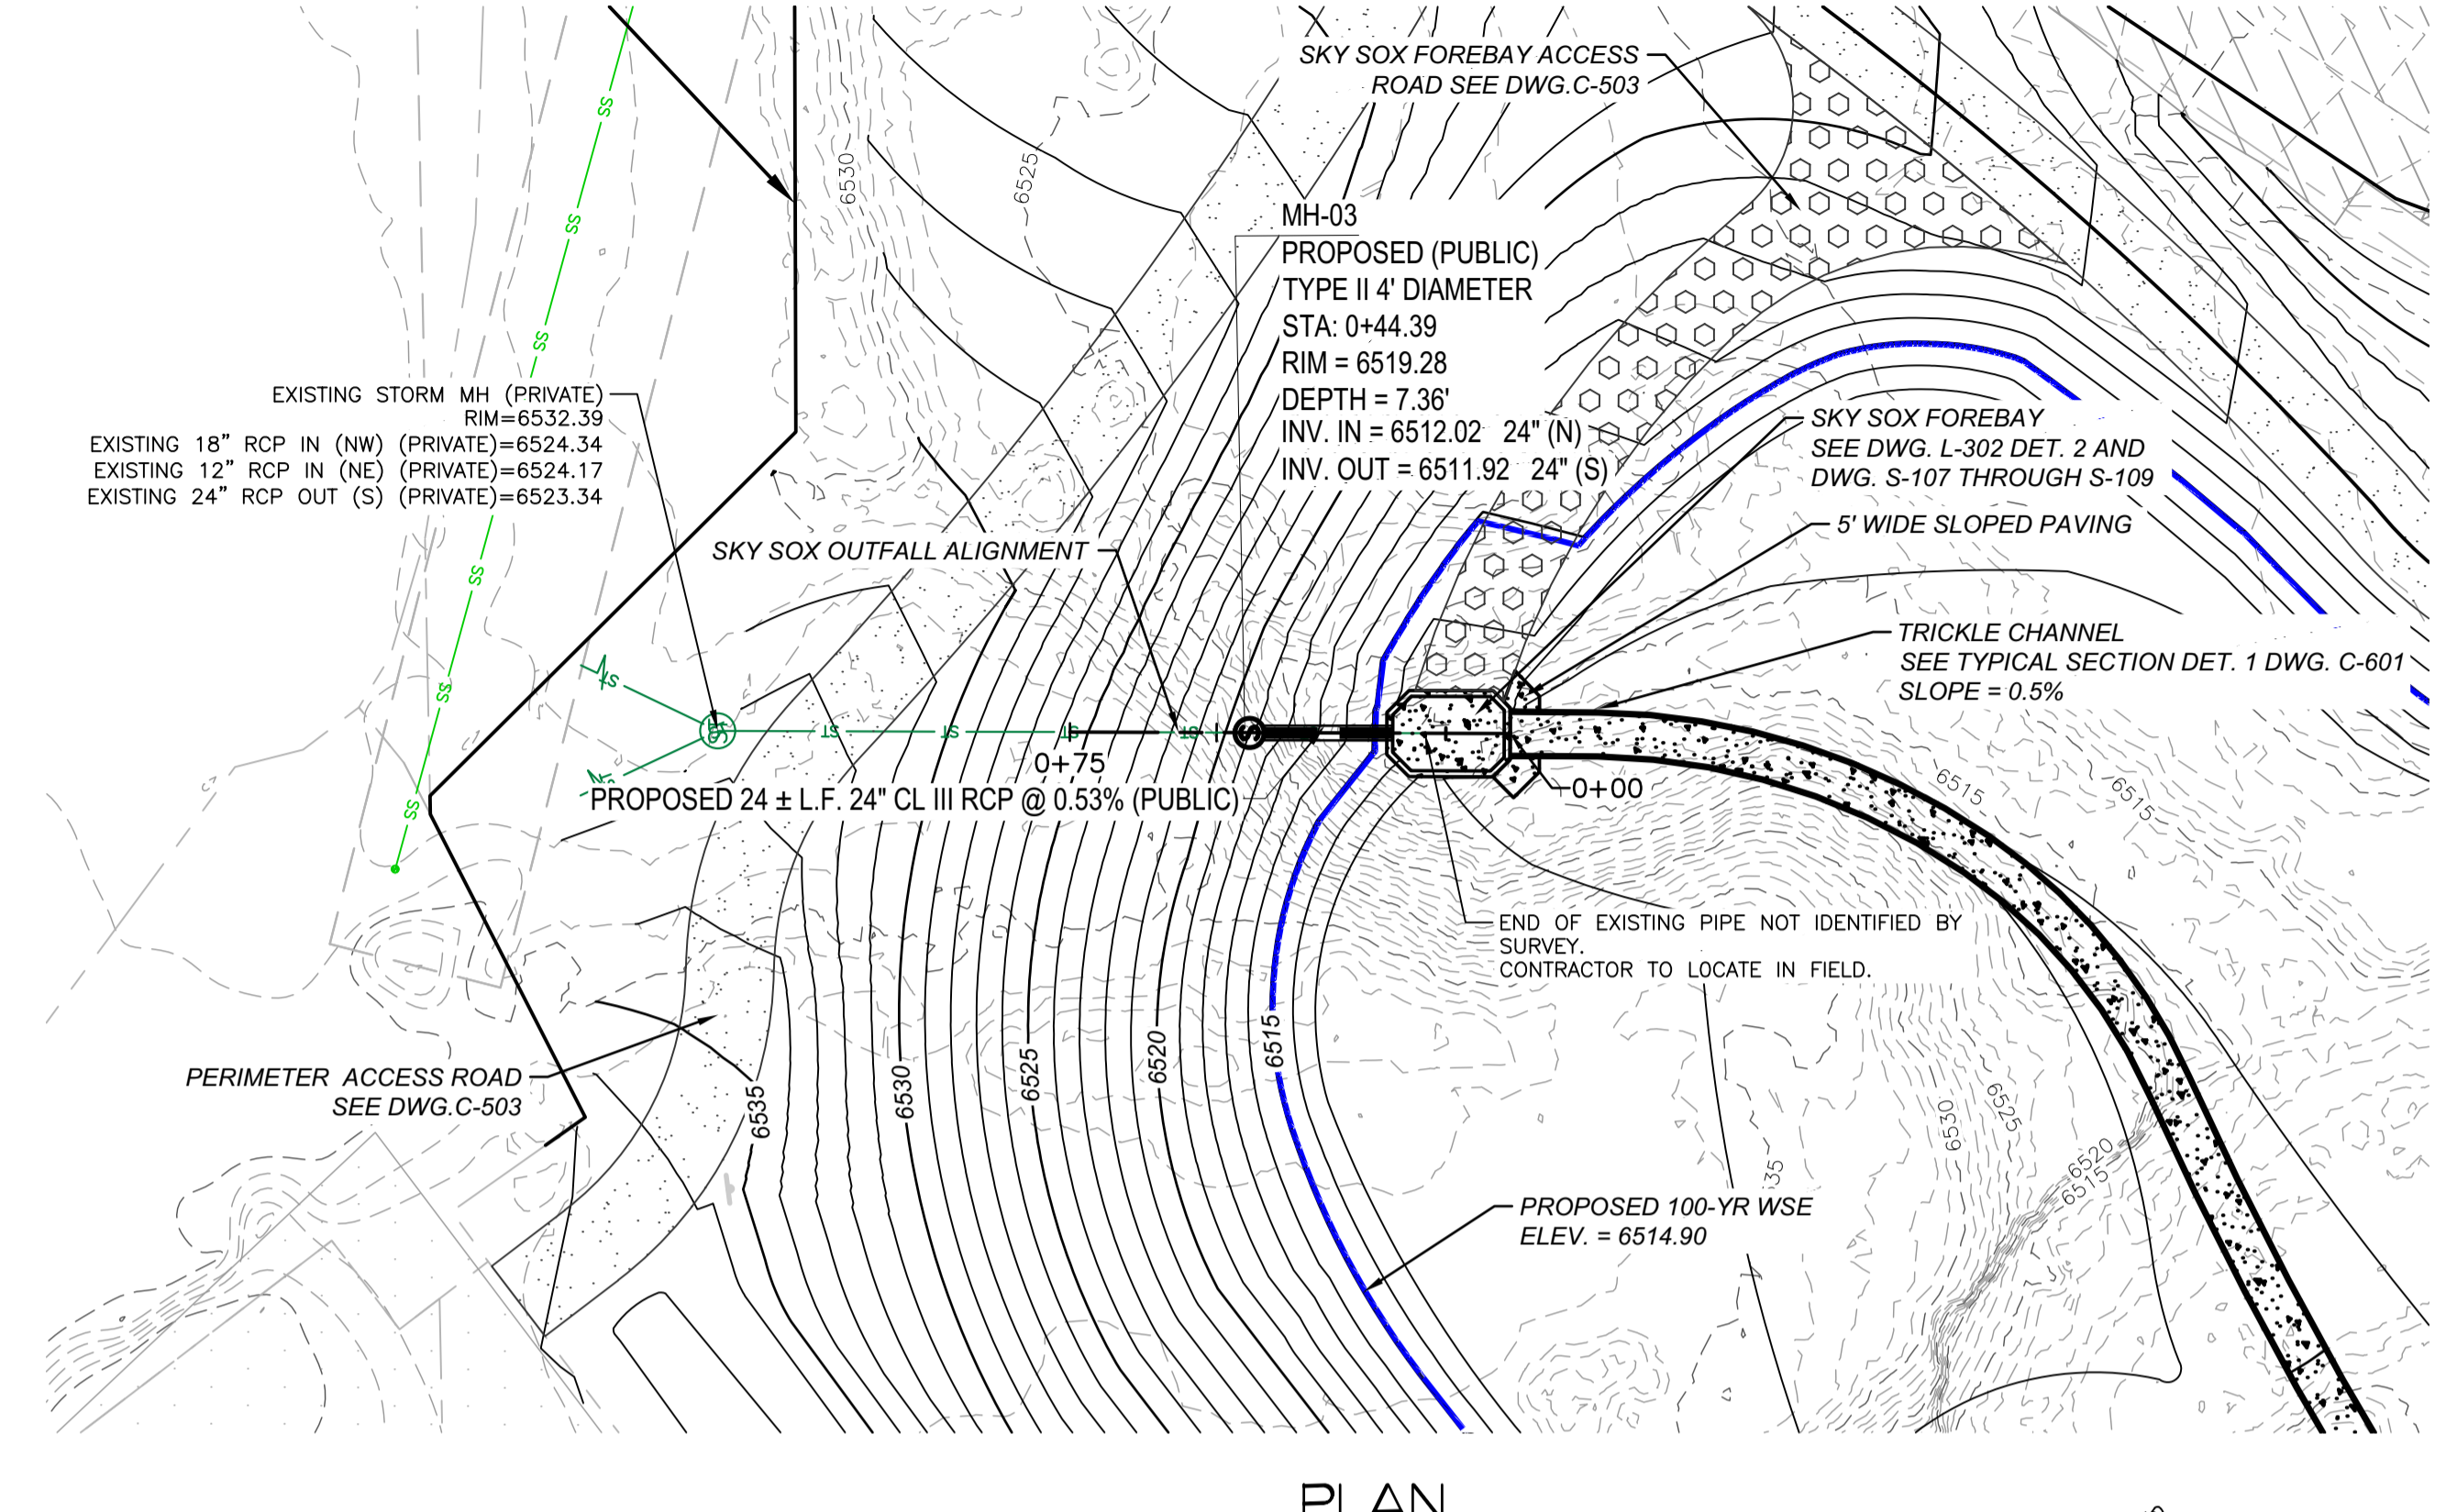 SKY SOX FOREBAY ACCESS
ROAD SEE DWG.C-503
6530
6525
MH-03
PROPOSED (PUBLIC)
TYPE II 4' DIAMETER
STA: 0+44.39
RIM = 6519.28
DEPTH = 7.36'
INV. IN = 6512.02 24" (N)
INV. OUT = 6511.92 24" (S)
SS
SS
SS
SS
SS
SS
EXISTING STORM MH (PRIVATE)
RIM=6532.39
EXISTING 18" RCP IN (NW) (PRIVATE)=6524.34
EXISTING 12" RCP IN (NE) (PRIVATE)=6524.17
EXISTING 24" RCP OUT (S) (PRIVATE)=6523.34
SKY SOX FOREBAY
SEE DWG. L-302 DET. 2 AND
DWG. S-107 THROUGH S-109
5' WIDE SLOPED PAVING
SKY SOX OUTFALL ALIGNMENT
TRICKLE CHANNEL
SEE TYPICAL SECTION DET. 1 DWG. C-601
SLOPE = 0.5%
ST
ST
ST
ST
ST
S
0+75
0+00
PROPOSED 24 ± L.F. 24" CL III RCP @ 0.53% (PUBLIC)
6515
6515
END OF EXISTING PIPE NOT IDENTIFIED BY
SURVEY.
CONTRACTOR TO LOCATE IN FIELD.
PERIMETER ACCESS ROAD
SEE DWG.C-503
6535
6530
6525
6520
6515
6530
6525
6520
6515
35
PROPOSED 100-YR WSE
ELEV. = 6514.90
PLAN